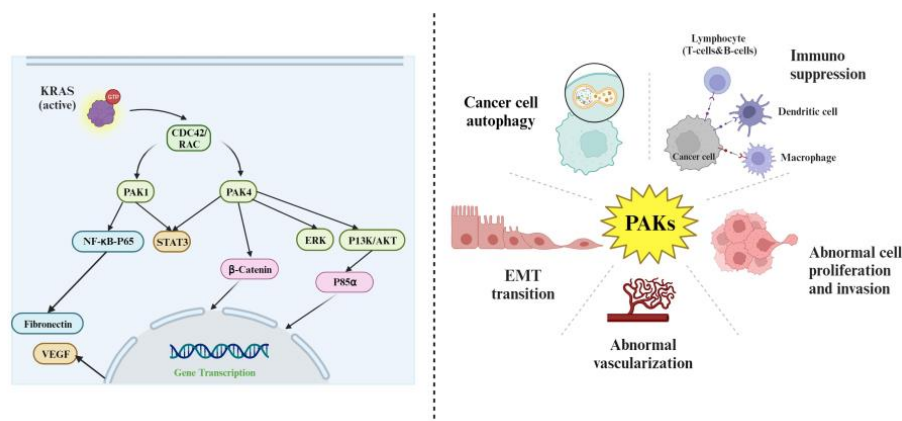 KRAS
(active)
GTP
CDC42/
RAC
PAK1
PAK4
NF-κB-P65
STAT3
ERK
P13K/AKT
β-Catenin
P85α
Fibronectin
VEGF
Gene Transcription
Cancer cell
autophagy
Lymphocyte
(T-cells&B-cells)
Immuno
suppression
Dendritic cell
Cancer cell
Macrophage
PAKs
EMT
transition
Abnormal cell
proliferation
and invasion
Abnormal
vascularization